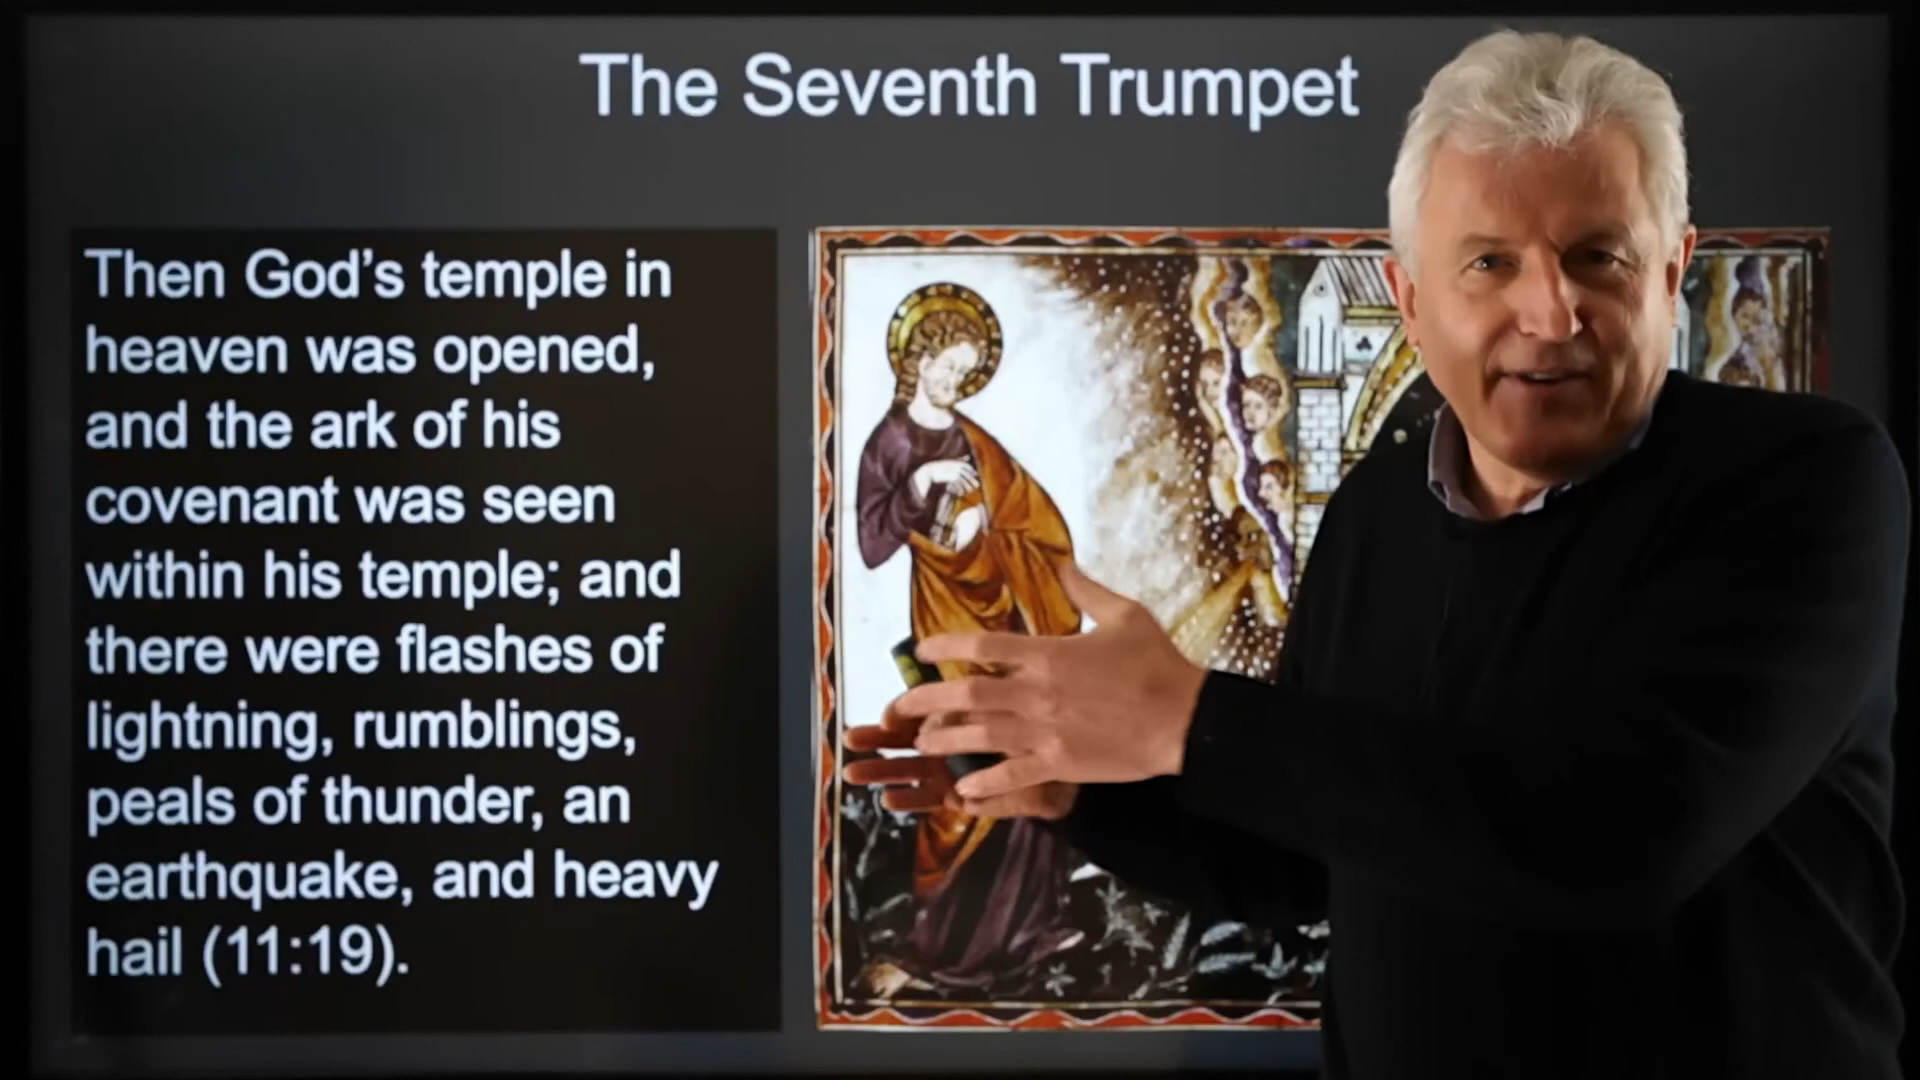 The Seventh Trumpet
Then God’s temple in
heaven was opened,
and the ark of his
covenant was seen
within his temple; and
there were flashes of
lightning, rumblings,
peals of thunder, an
earthquake, and heavy
hail (11:19).